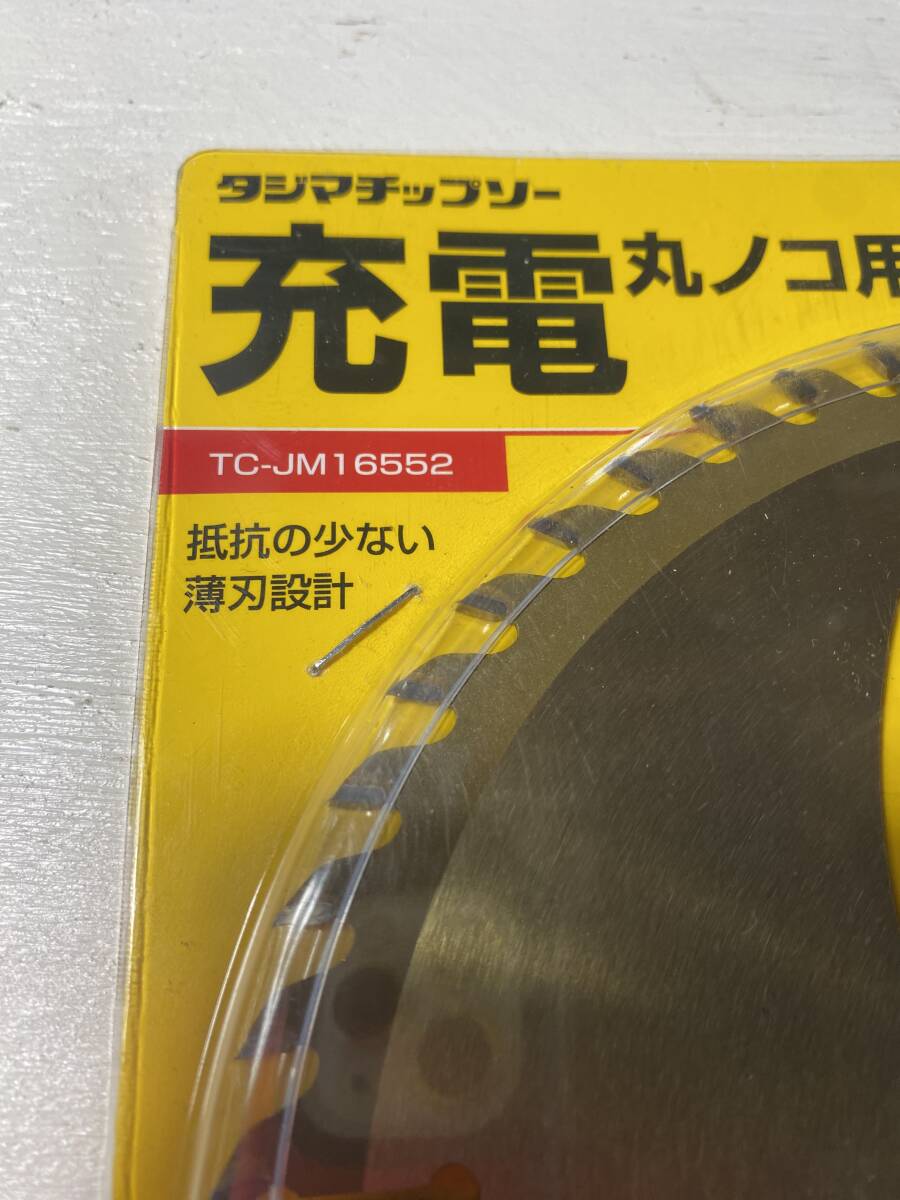 タジマチップソー
充電丸ノコ用
TC-JM16552
抵抗の少ない
薄刃設計